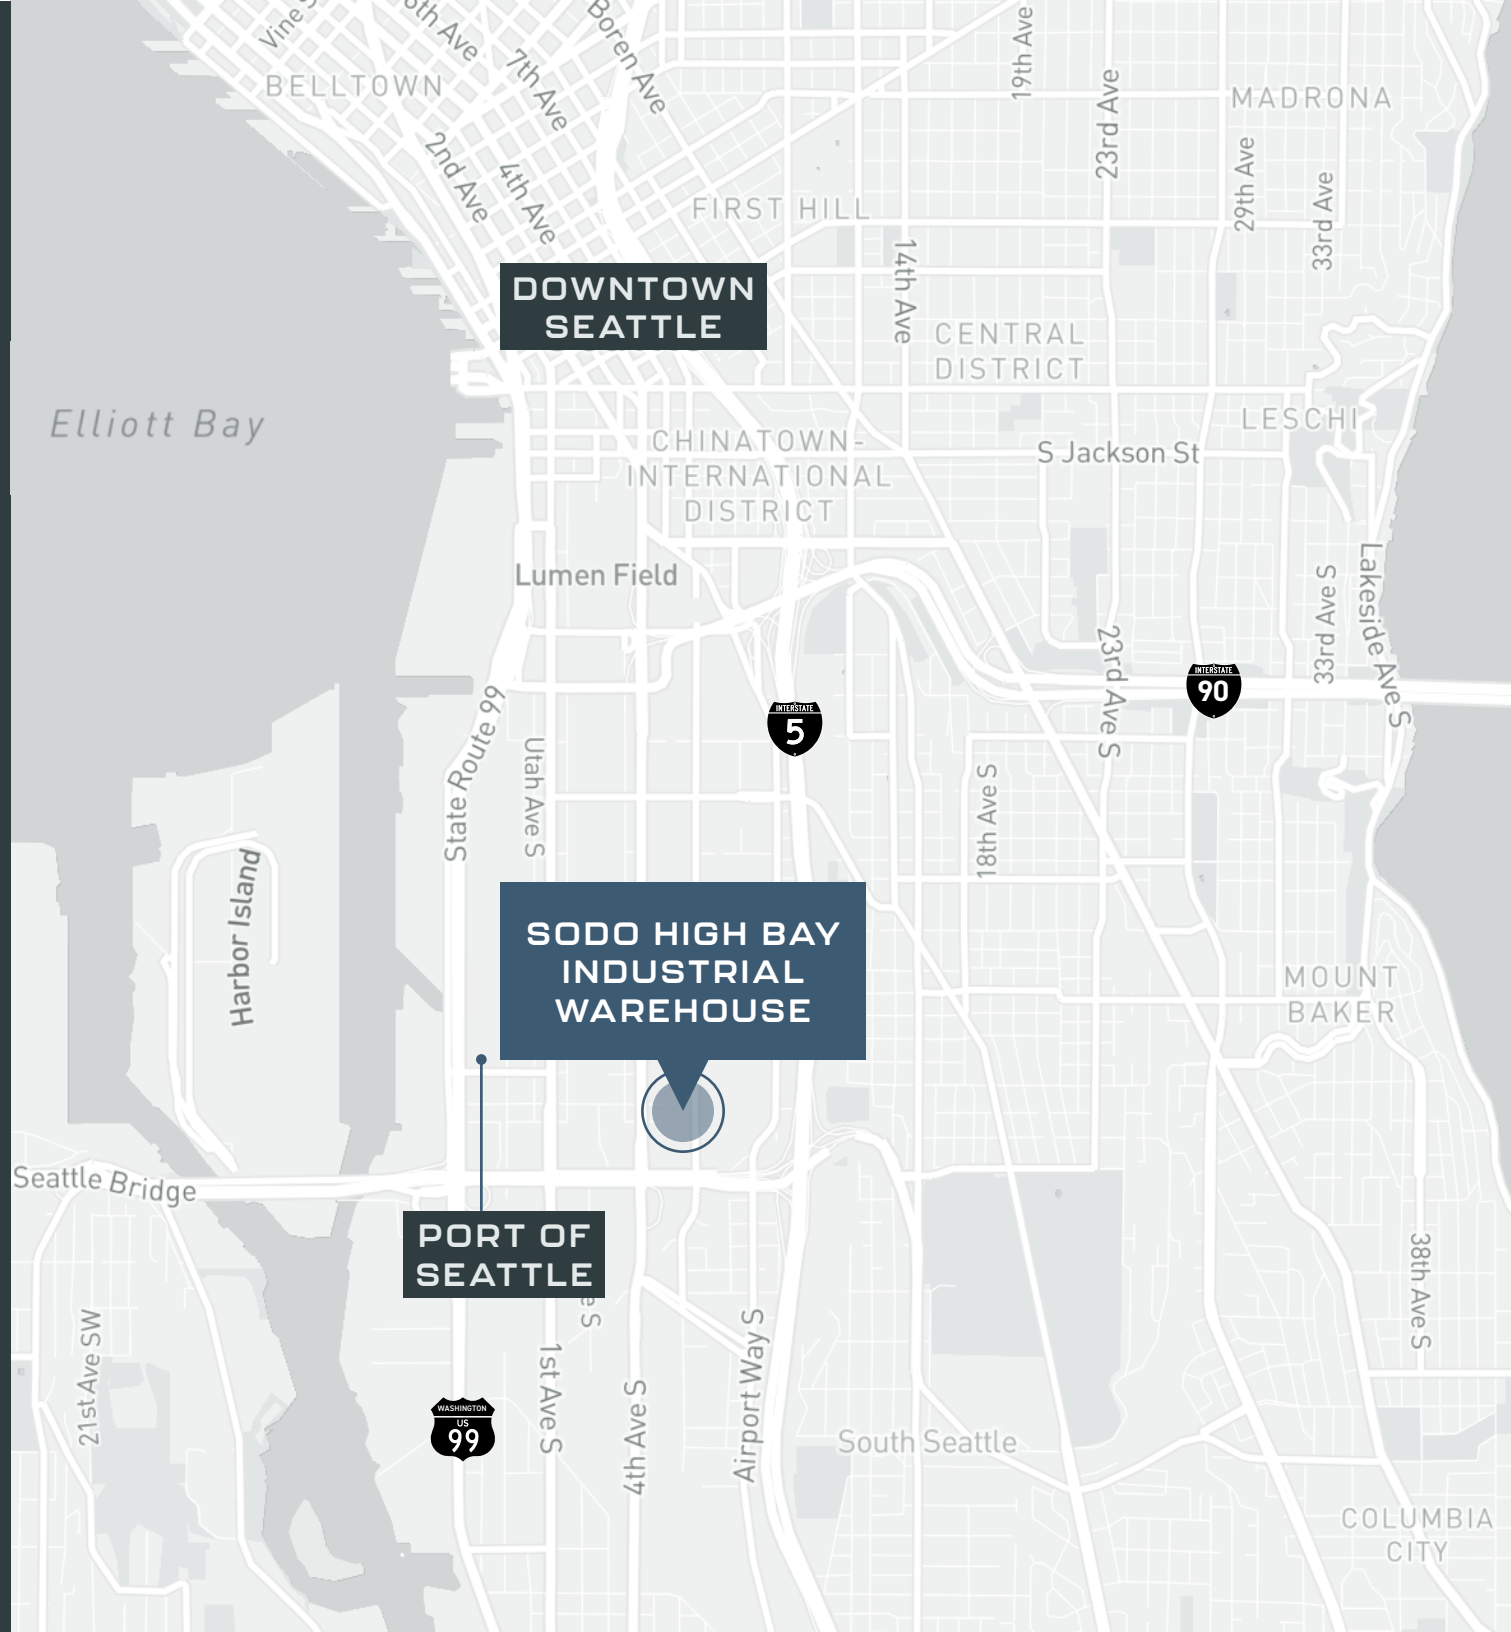 Vine
6th Ave
Boren Ave
19th Ave
BELLTOWN
7th Ave
23rd Ave
MADRONA
2nd Ave
4th Ave
29th Ave
33rd Ave
FIRST HILL
14th Ave
DOWNTOWN
SEATTLE
CENTRAL
DISTRICT
Elliott Bay
LESCHI
CHINATOWN-
INTERNATIONAL
DISTRICT
S Jackson St
Lumen Field
33rd Ave S
Lakeside Ave S
23rd Ave S
INTERSTATE
90
INTERSTATE
5
State Route 99
Utah Ave S
18th Ave S
Harbor Island
SODO HIGH BAY
INDUSTRIAL
WAREHOUSE
MOUNT
BAKER
Seattle Bridge
PORT OF
SEATTLE
e S
38th Ave S
21st Ave SW
1st Ave S
4th Ave S
Airport Way S
WASHINGTON
US
99
South Seattle
COLUMBIA
CITY